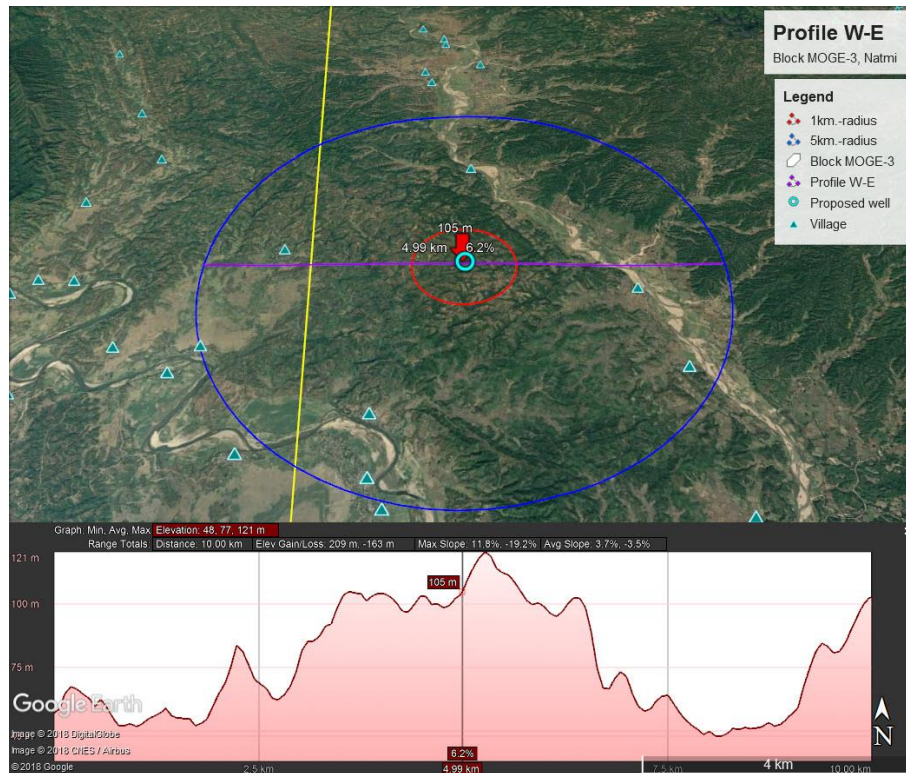 Profile W-E
Block MOGE-3, Natmi
Legend
1km.-radius
5km.-radius
Block MOGE-3
Profile W-E
Proposed well
Village
105 m
4.99 km 6.2%
Graph: Min, Avg, Max Elevation: 48, 77, 121 m
Range Totals: Distance: 10.00 km Elev Gain/Loss: 209 m, -163 m Max Slope: 11.8%, -19.2% Avg Slope: 3.7%, -3.5%
121 m
105 m
100 m
75 m
Google Earth
Image © 2018 DigitalGlobe
Image © 2018 CNES / Airbus
©2018 Google
N
6.2%
4 km
2.5 km
4.99 km
7.5 km
10.00 km